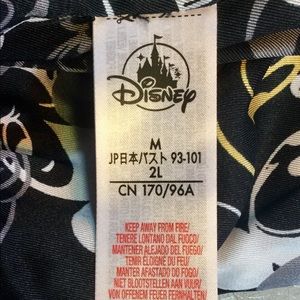 Disney
M
JP日本/バスト 93-101
2L
CN 170/96A
KEEP AWAY FROM FIRE/
TENERE LONTANO DAL FUOCO/
MANTENER ALEJADO DEL FUEGO/
TENIR ELOIGNÉ DU FEU/
MANTER AFASTADO DO FOGO/
NIET BLOOTSTELLEN AAN VUUR/
VON OFFENEM FEUER FERNHALTEN